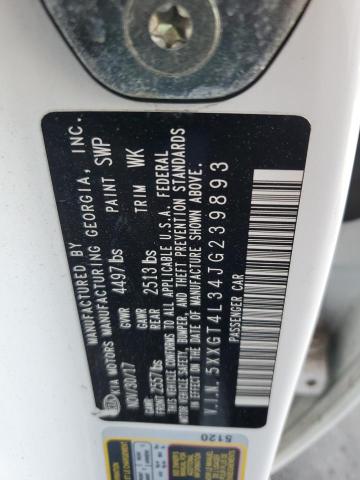 MANUFACTURED BY
KIA MOTORS MANUFACTURING GEORGIA, INC.
NOV/30/17 GVWR 4497lbs PAINT SWP
GAWR FRONT 2557lbs GAWR REAR 2513lbs TRIM WK
THIS VEHICLE CONFORMS TO ALL APPLICABLE U.S.A. FEDERAL
MOTOR VEHICLE SAFETY, BUMPER, AND THEFT PREVENTION STANDARDS
IN EFFECT ON THE DATE OF MANUFACTURE SHOWN ABOVE.
V.I.N. 5XXGT4L34JG239893
PASSENGER CAR
5120